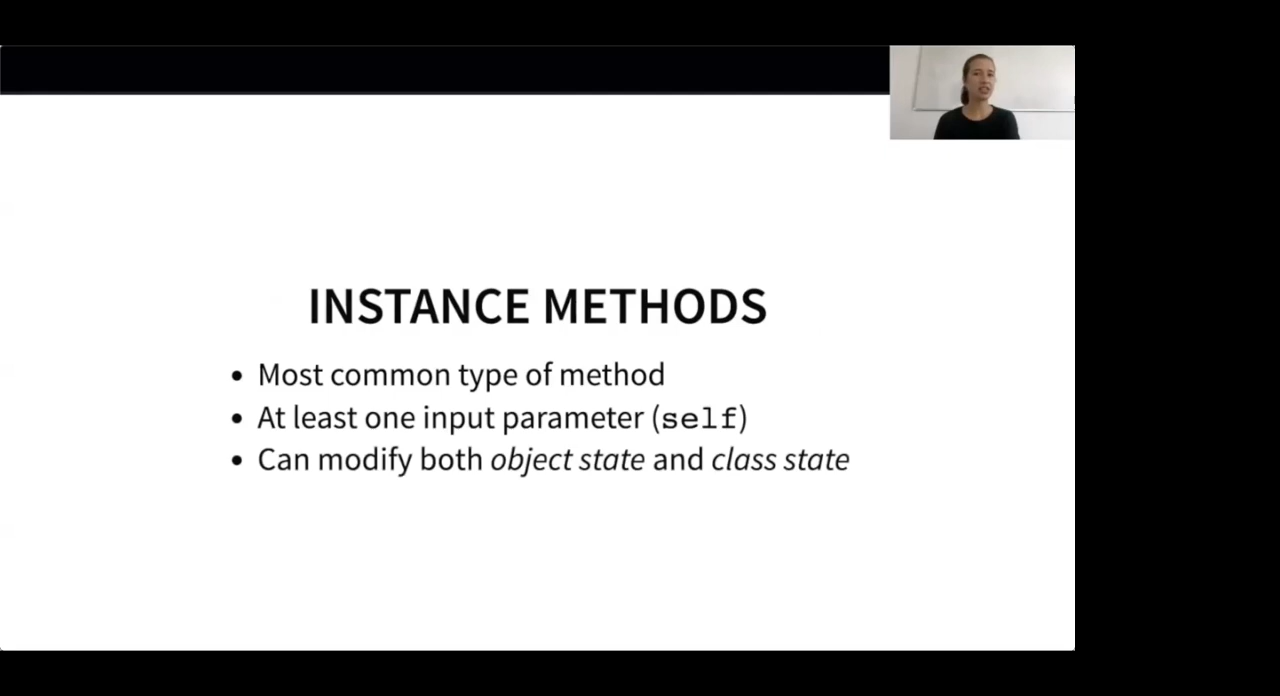 INSTANCE METHODS
• Most common type of method
• At least one input parameter (self)
• Can modify both object state and class state